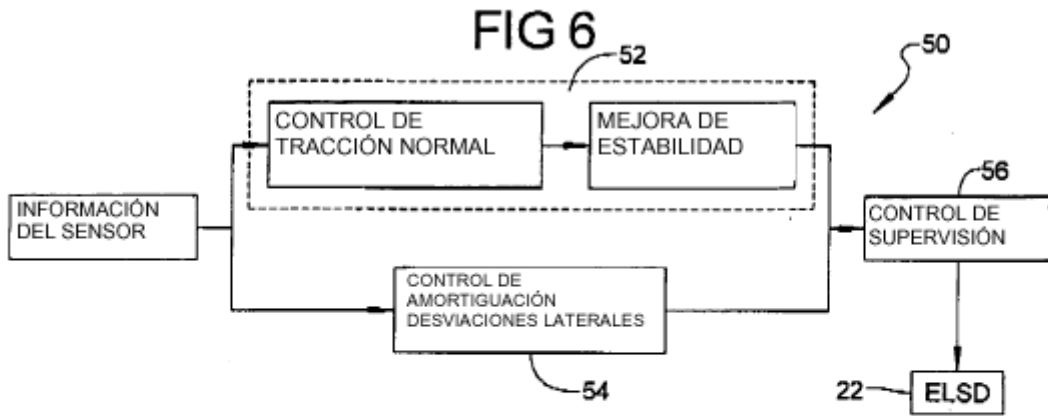 FIG 6
52
50
CONTROL DE
TRACCIÓN NORMAL
MEJORA DE
ESTABILIDAD
56
INFORMACIÓN
DEL SENSOR
CONTROL DE
SUPERVISIÓN
CONTROL DE
AMORTIGUACIÓN
DESVIACIONES LATERALES
54
22
ELSD